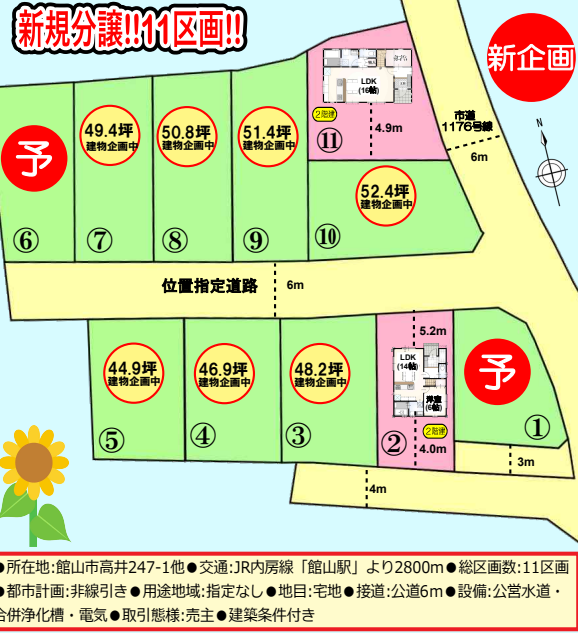 新規分譲!!11区画!!
新企画
LDK
(16帖)
2階建
⑪
4.9m
市道
1176号線
6m
N
予
⑥
49.4坪
建物企画中
⑦
50.8坪
建物企画中
⑧
51.4坪
建物企画中
⑨
52.4坪
建物企画中
⑩
位置指定道路
6m
44.9坪
建物企画中
⑤
46.9坪
建物企画中
④
48.2坪
建物企画中
③
5.2m
LDK
(14帖)
洋室
(6帖)
2階建
②
4.0m
予
①
3m
4m
●所在地:館山市高井247-1他●交通:JR内房線「館山駅」より2800m●総区画数:11区画
●都市計画:非線引き●用途地域:指定なし●地目:宅地●接道:公道6m●設備:公営水道・
合併浄化槽・電気●取引態様:売主●建築条件付き